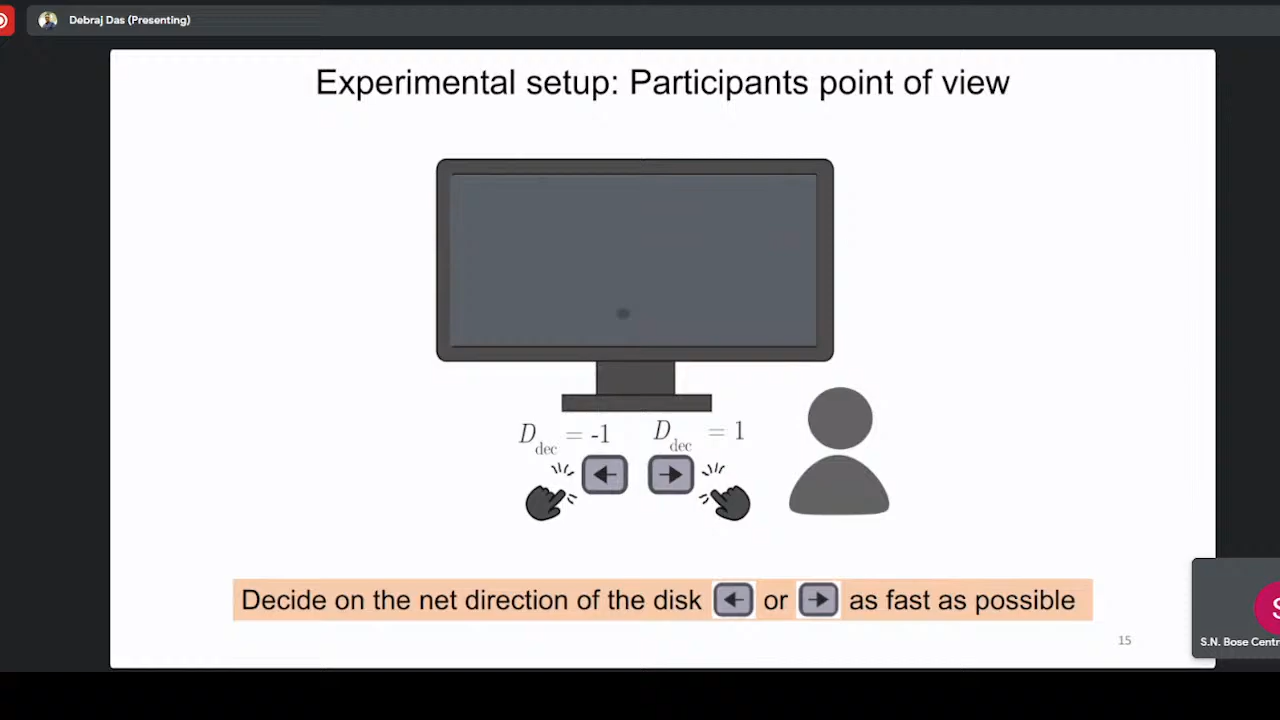 Debraj Das (Presenting)
Experimental setup: Participants point of view
D_dec = -1 D_dec = 1
Decide on the net direction of the disk ← or → as fast as possible
15
S
S.N. Bose Centr